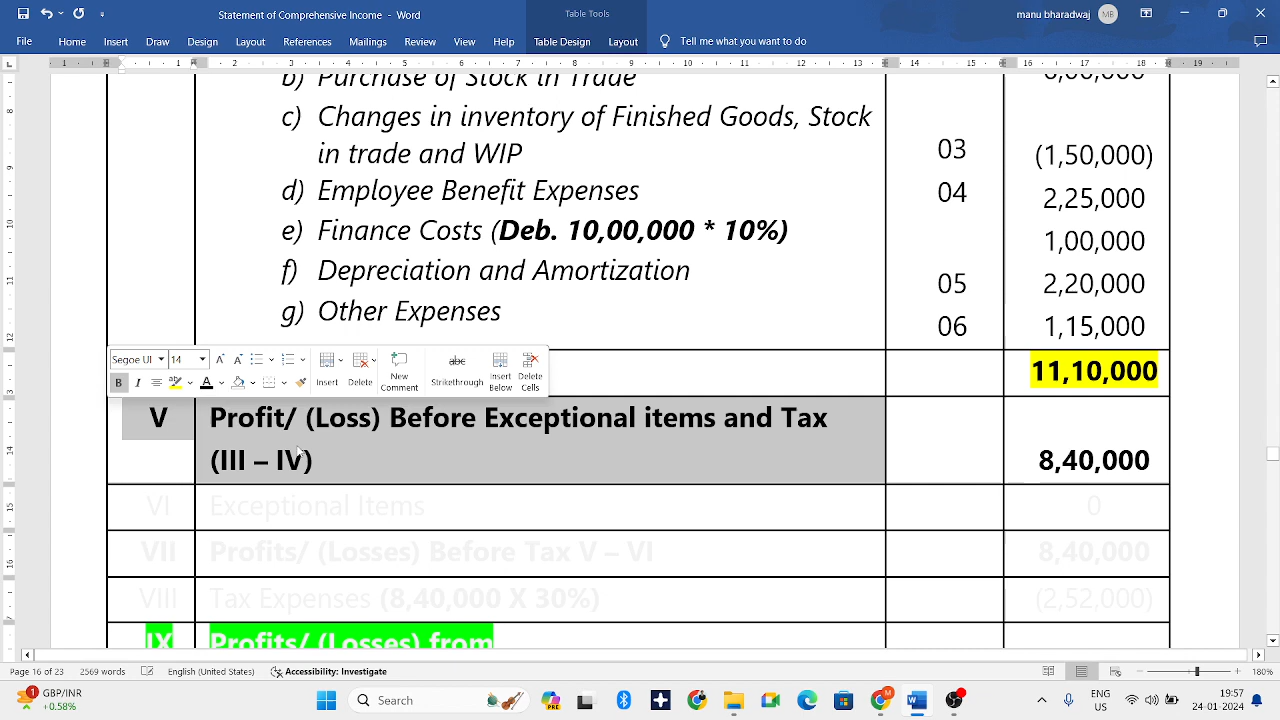 Statement of Comprehensive Income - Word
Table Tools
manu bharadwaj
MB
File Home Insert Draw Design Layout References Mailings Review View Help Table Design Layout Tell me what you want to do
b) Purchase of Stock in Trade
c) Changes in inventory of Finished Goods, Stock
in trade and WIP 03 (1,50,000)
d) Employee Benefit Expenses 04 2,25,000
e) Finance Costs (Deb. 10,00,000 * 10%) 1,00,000
f) Depreciation and Amortization 05 2,20,000
g) Other Expenses 06 1,15,000
Segoe UI 14
Insert Delete New Comment Strikethrough Insert Below Delete Cells
11,10,000
V Profit/ (Loss) Before Exceptional items and Tax
(III – IV) 8,40,000
VI Exceptional Items 0
VII Profits/ (Losses) Before Tax V – VI 8,40,000
VIII Tax Expenses (8,40,000 X 30%) (2,52,000)
IX Profits/ (Losses) from
Page 16 of 23 2569 words English (United States) Accessibility: Investigate 180%
GBP/INR
+0.58%
Search
ENG
US
19:57
24-01-2024